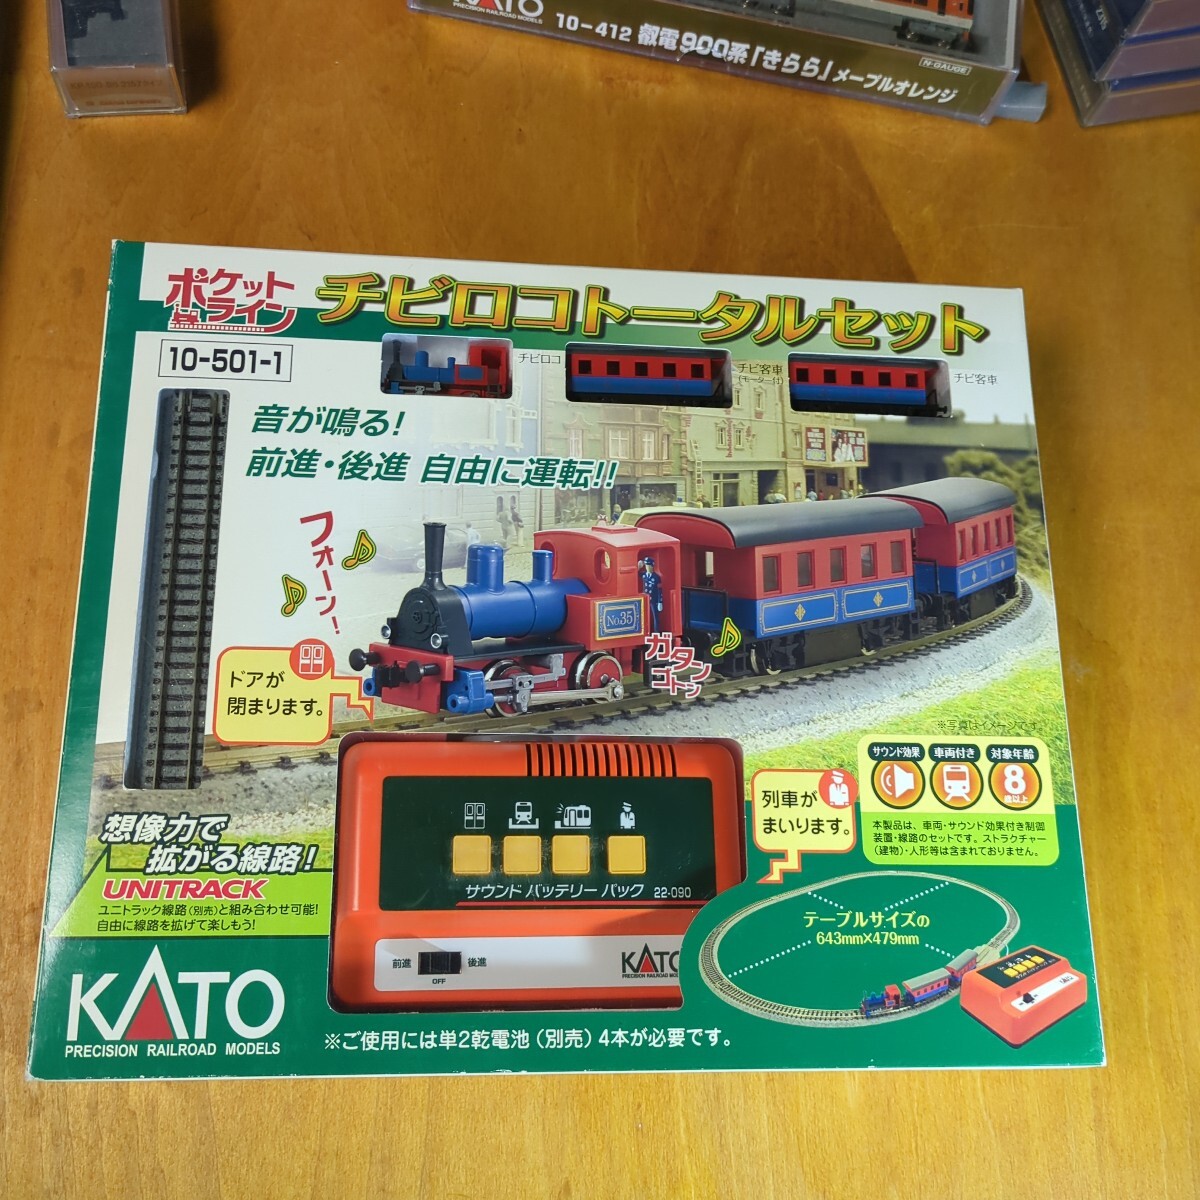 KATO
PRECISION RAILROAD MODELS
10-412 叡電900系「きらら」メープルオレンジ
N-GAUGE
ポケットライン
チビロコトータルセット
10-501-1
チビロコ
チビ客車
(モーター付)
チビ客車
音が鳴る!
前進・後進 自由に運転!!
フォーン!
No.35
ガタン
ゴトン
ドアが
閉まります。
※写真はイメージです。
サウンド効果
車両付き
対象年齢
8
歳以上
列車が
まいります。
本製品は、車両・サウンド効果付き制御
装置・線路のセットです。ストラクチャー
(建物)・人形等は含まれておりません。
想像力で
拡がる線路!
UNITRACK
ユニトラック線路(別売)と組み合わせ可能!
自由に線路を拡げて楽しもう!
サウンド バッテリー パック 22-090
前進
OFF
後進
KATO
PRECISION RAILROAD MODELS
テーブルサイズの
643mm×479mm
KATO
PRECISION RAILROAD MODELS
※ご使用には単2乾電池(別売)4本が必要です。